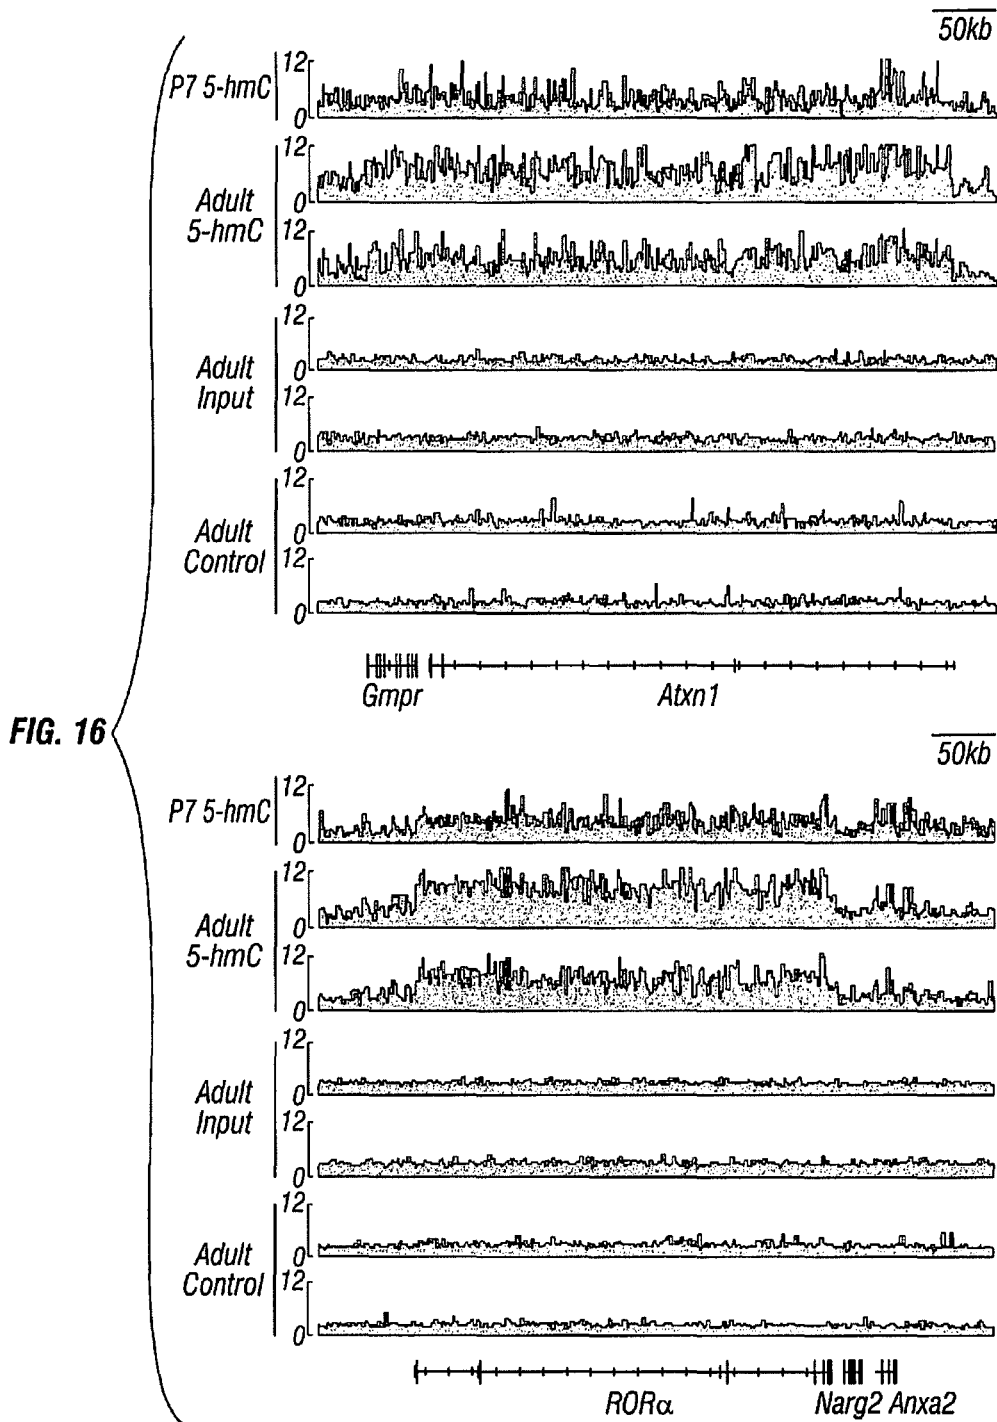 50kb
P7 5-hmC
12
0
Adult
5-hmC
12
0
12
0
Adult
Input
12
0
12
0
Adult
Control
12
0
12
0
Gmpr
Atxn1
FIG. 16
50kb
P7 5-hmC
12
0
Adult
5-hmC
12
0
12
0
Adult
Input
12
0
12
0
Adult
Control
12
0
12
0
RORα
Narg2 Anxa2